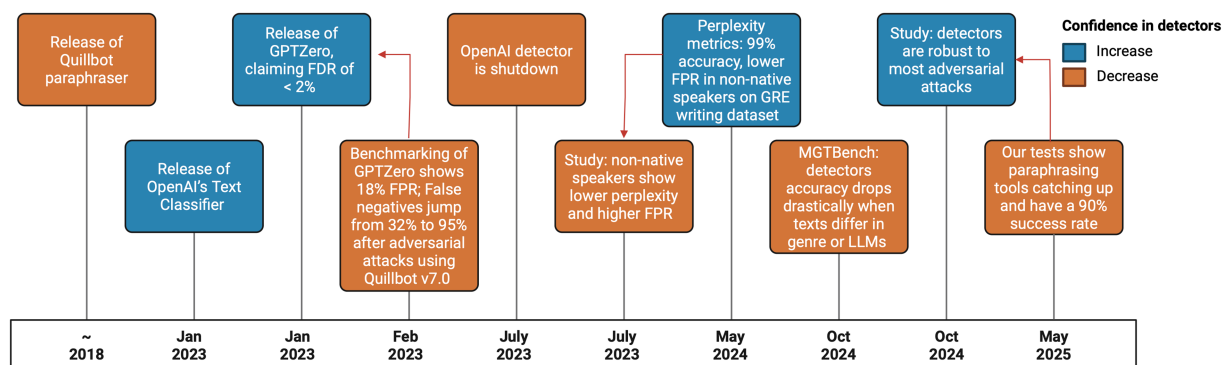 Release of
Quillbot
paraphraser
Release of
OpenAI's Text
Classifier
Release of
GPTZero,
claiming FDR of
< 2%
Benchmarking of
GPTZero shows
18% FPR; False
negatives jump
from 32% to 95%
after adversarial
attacks using
Quillbot v7.0
OpenAI detector
is shutdown
Study: non-native
speakers show
lower perplexity
and higher FPR
Perplexity
metrics: 99%
accuracy, lower
FPR in non-native
speakers on GRE
writing dataset
MGTBench:
detectors
accuracy drops
drastically when
texts differ in
genre or LLMs
Study: detectors
are robust to
most adversarial
attacks
Our tests show
paraphrasing
tools catching up
and have a 90%
success rate
Confidence in detectors
Increase
Decrease
~
2018
Jan
2023
Jan
2023
Feb
2023
July
2023
July
2023
May
2024
Oct
2024
Oct
2024
May
2025